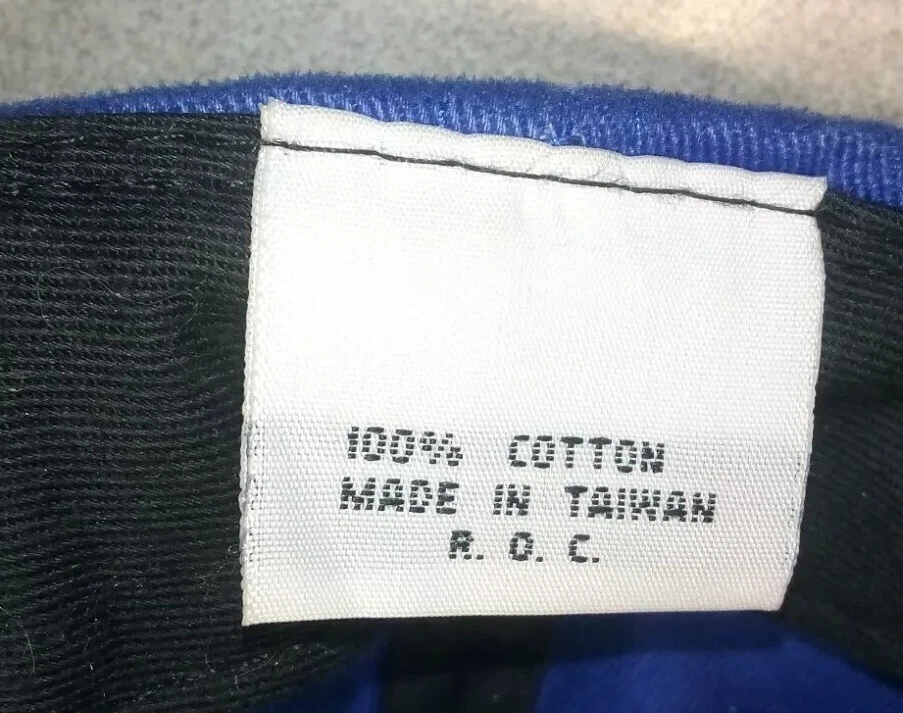 100% COTTON
MADE IN TAIWAN
R. O. C.